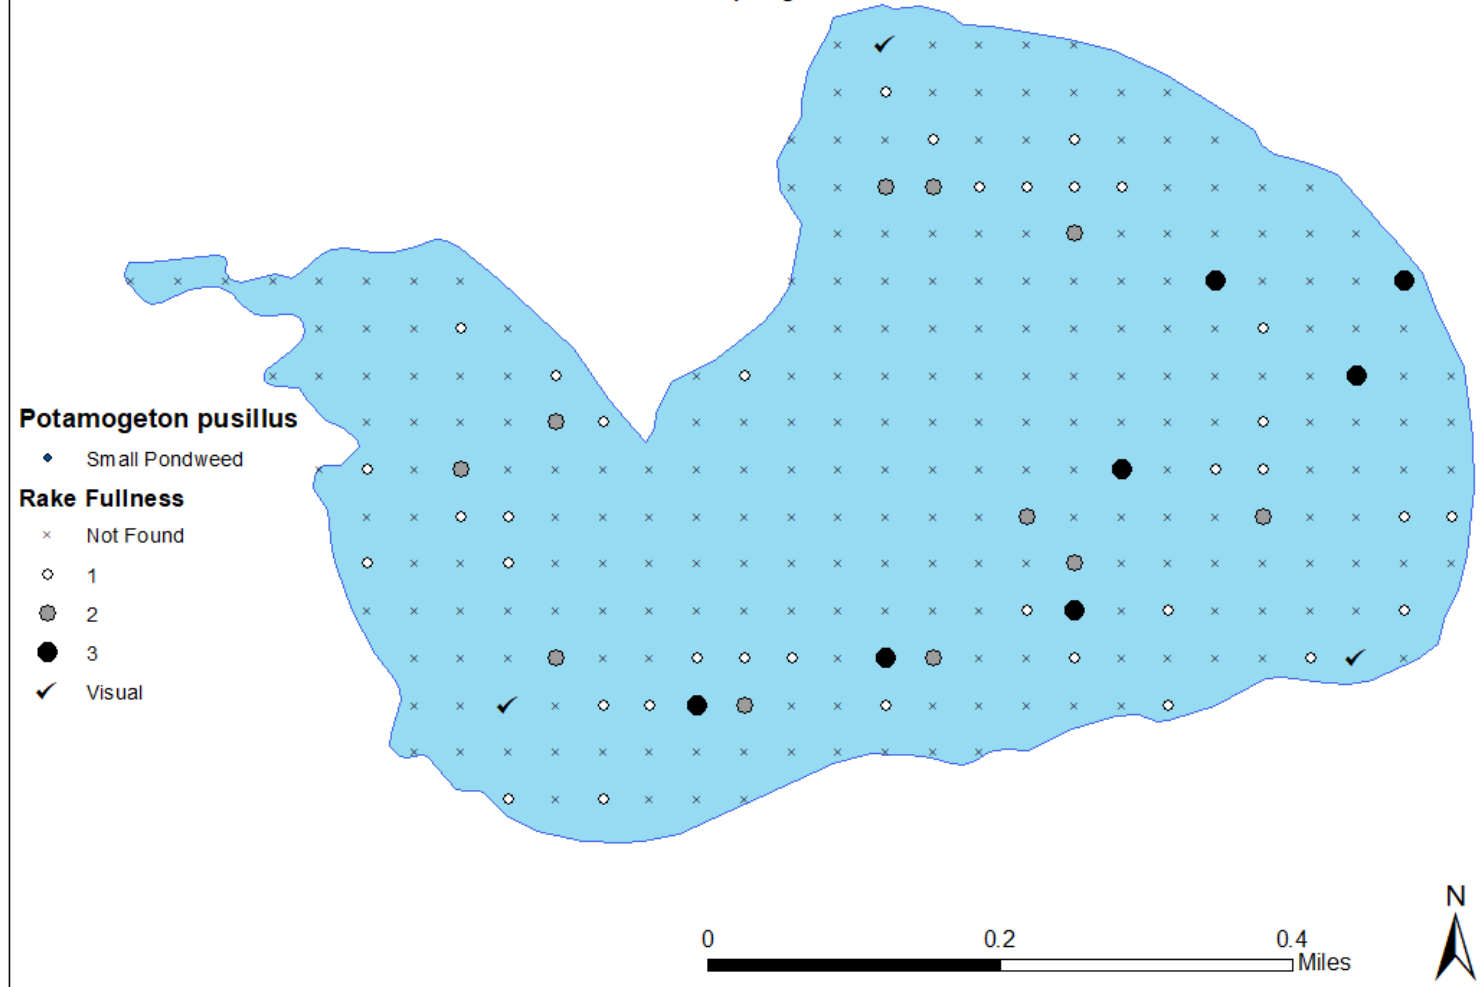 Potamogeton pusillus
Small Pondweed
Rake Fullness
Not Found
1
2
3
Visual
N
0 0.2 0.4
Miles